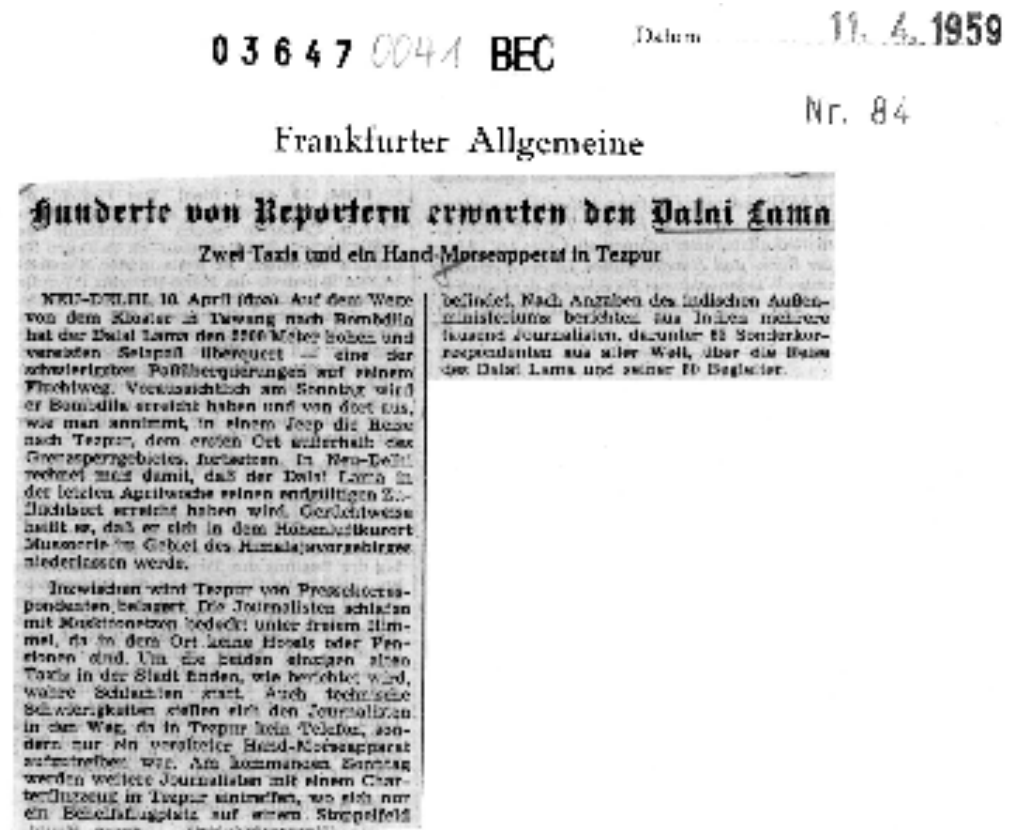 03647 0041 BEC
Datum 11. 4. 1959
Nr. 84
Frankfurter Allgemeine
Hunderte von Reportern erwarten den Dalai Lama
Zwei Taxis und ein Hand-Morseapperat in Tezpur
NEU-DELHI, 10. April (dpa). Auf dem Wege
von dem Kloster in Tawang nach Bombdila
hat der Dalai Lama den Meter hohen und
vereisten Selapaß überquert — eine der
schwierigsten Paßüberquerungen auf seinem
Fluchtweg. Voraussichtlich am Sonntag wird
er Bombdila erreicht haben und von dort aus,
wie man annimmt, in einem Jeep die Reise
nach Tezpur, dem ersten Ort außerhalb des
Grenzsperrgebietes, fortsetzen. In Neu-Delhi
rechnet man damit, daß der Dalai Lama in
der letzten Aprilwoche seinen endgültigen Zu-
fluchtsort erreicht haben wird. Gerüchtweise
heißt es, daß er sich in dem Höhenluftkurort
Mussoorie im Gebiet des Himalajavorgebirges
niederlassen werde.
Inzwischen wird Tezpur von Pressekorres-
pondenten belagert. Die Journalisten schlafen
mit Moskitonetzen bedeckt unter freiem Him-
mel, da in dem Ort keine Hotels oder Pen-
sionen sind. Um die beiden einzigen alten
Taxis in der Stadt finden, wie berichtet wird,
wahre Schlachten statt. Auch technische
Schwierigkeiten stellen sich den Journalisten
in den Weg, da in Tezpur kein Telefon, son-
dern nur ein veralteter Hand-Morseapparat
aufzutreiben war. Am kommenden Sonntag
werden weitere Journalisten mit einem Char-
terflugzeug in Tezpur eintreffen, wo sich nur
ein Behelfsflugplatz auf einem Stoppelfeld
befindet. Nach Angaben des indischen Außen-
ministeriums berichten aus Indien mehrere
tausend Journalisten, darunter Sonderkor-
respondenten aus aller Welt, über die Reise
des Dalai Lama und seiner 80 Begleiter.